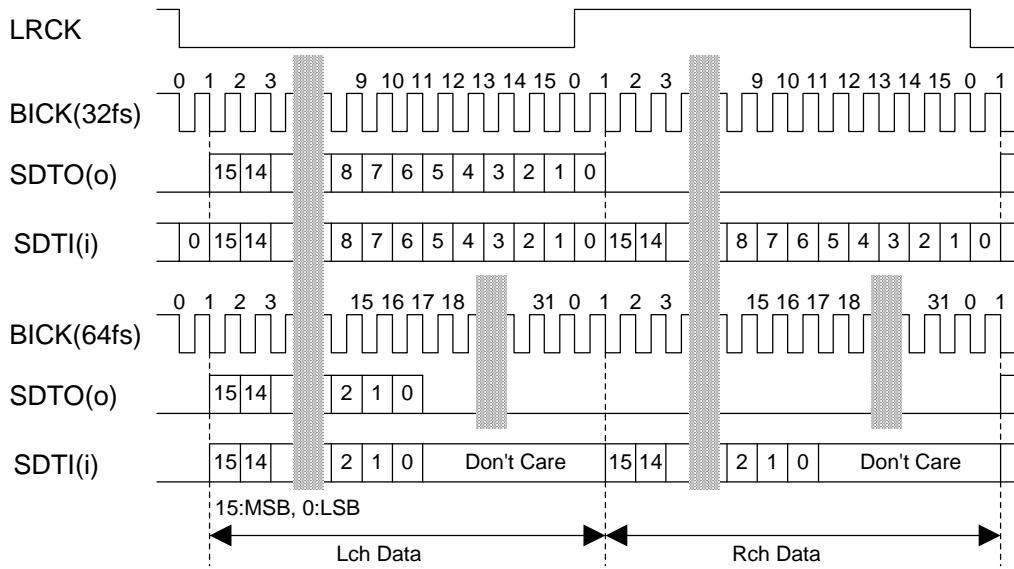 LRCK
0 1 2 3 9 10 11 12 13 14 15 0 1 2 3 9 10 11 12 13 14 15 0 1
BICK(32fs)
SDTO(o) 15 14 8 7 6 5 4 3 2 1 0
SDTI(i) 0 15 14 8 7 6 5 4 3 2 1 0 15 14 8 7 6 5 4 3 2 1 0
0 1 2 3 15 16 17 18 31 0 1 2 3 15 16 17 18 31 0 1
BICK(64fs)
SDTO(o) 15 14 2 1 0
SDTI(i) 15 14 2 1 0 Don't Care 15 14 2 1 0 Don't Care
15:MSB, 0:LSB
Lch Data Rch Data